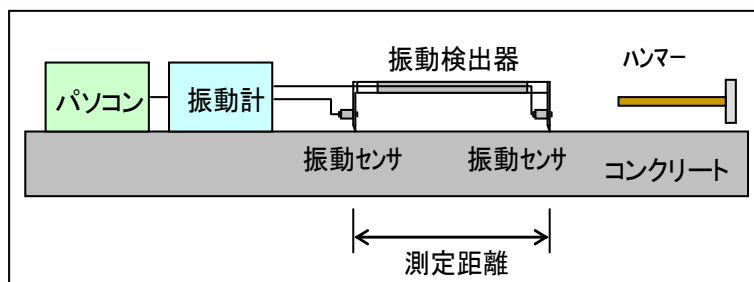 振動検出器
ハンマー
パソコン
振動計
振動センサ
振動センサ
コンクリート
測定距離